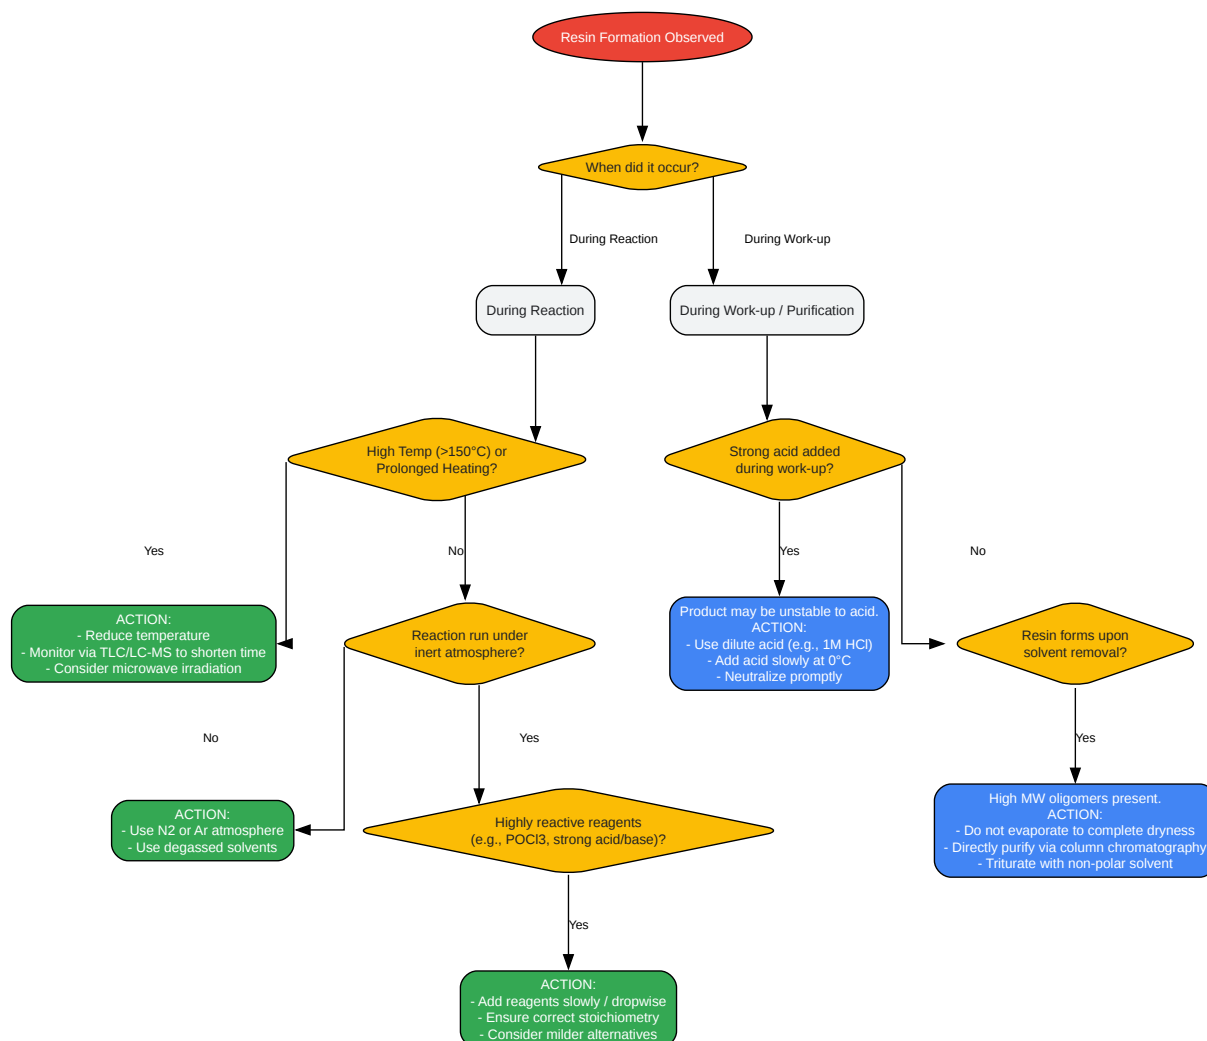 Resin Formation Observed
When did it occur?
During Reaction
During Work-up
During Reaction
During Work-up / Purification
High Temp (>150°C) or
Prolonged Heating?
Strong acid added
during work-up?
Yes
No
Yes
No
ACTION:
- Reduce temperature
- Monitor via TLC/LC-MS to shorten time
- Consider microwave irradiation
Reaction run under
inert atmosphere?
Product may be unstable to acid.
ACTION:
- Use dilute acid (e.g., 1M HCl)
- Add acid slowly at 0°C
- Neutralize promptly
Resin forms upon
solvent removal?
No
Yes
Yes
ACTION:
- Use N2 or Ar atmosphere
- Use degassed solvents
Highly reactive reagents
(e.g., POCl3, strong acid/base)?
High MW oligomers present.
ACTION:
- Do not evaporate to complete dryness
- Directly purify via column chromatography
- Triturate with non-polar solvent
Yes
ACTION:
- Add reagents slowly / dropwise
- Ensure correct stoichiometry
- Consider milder alternatives